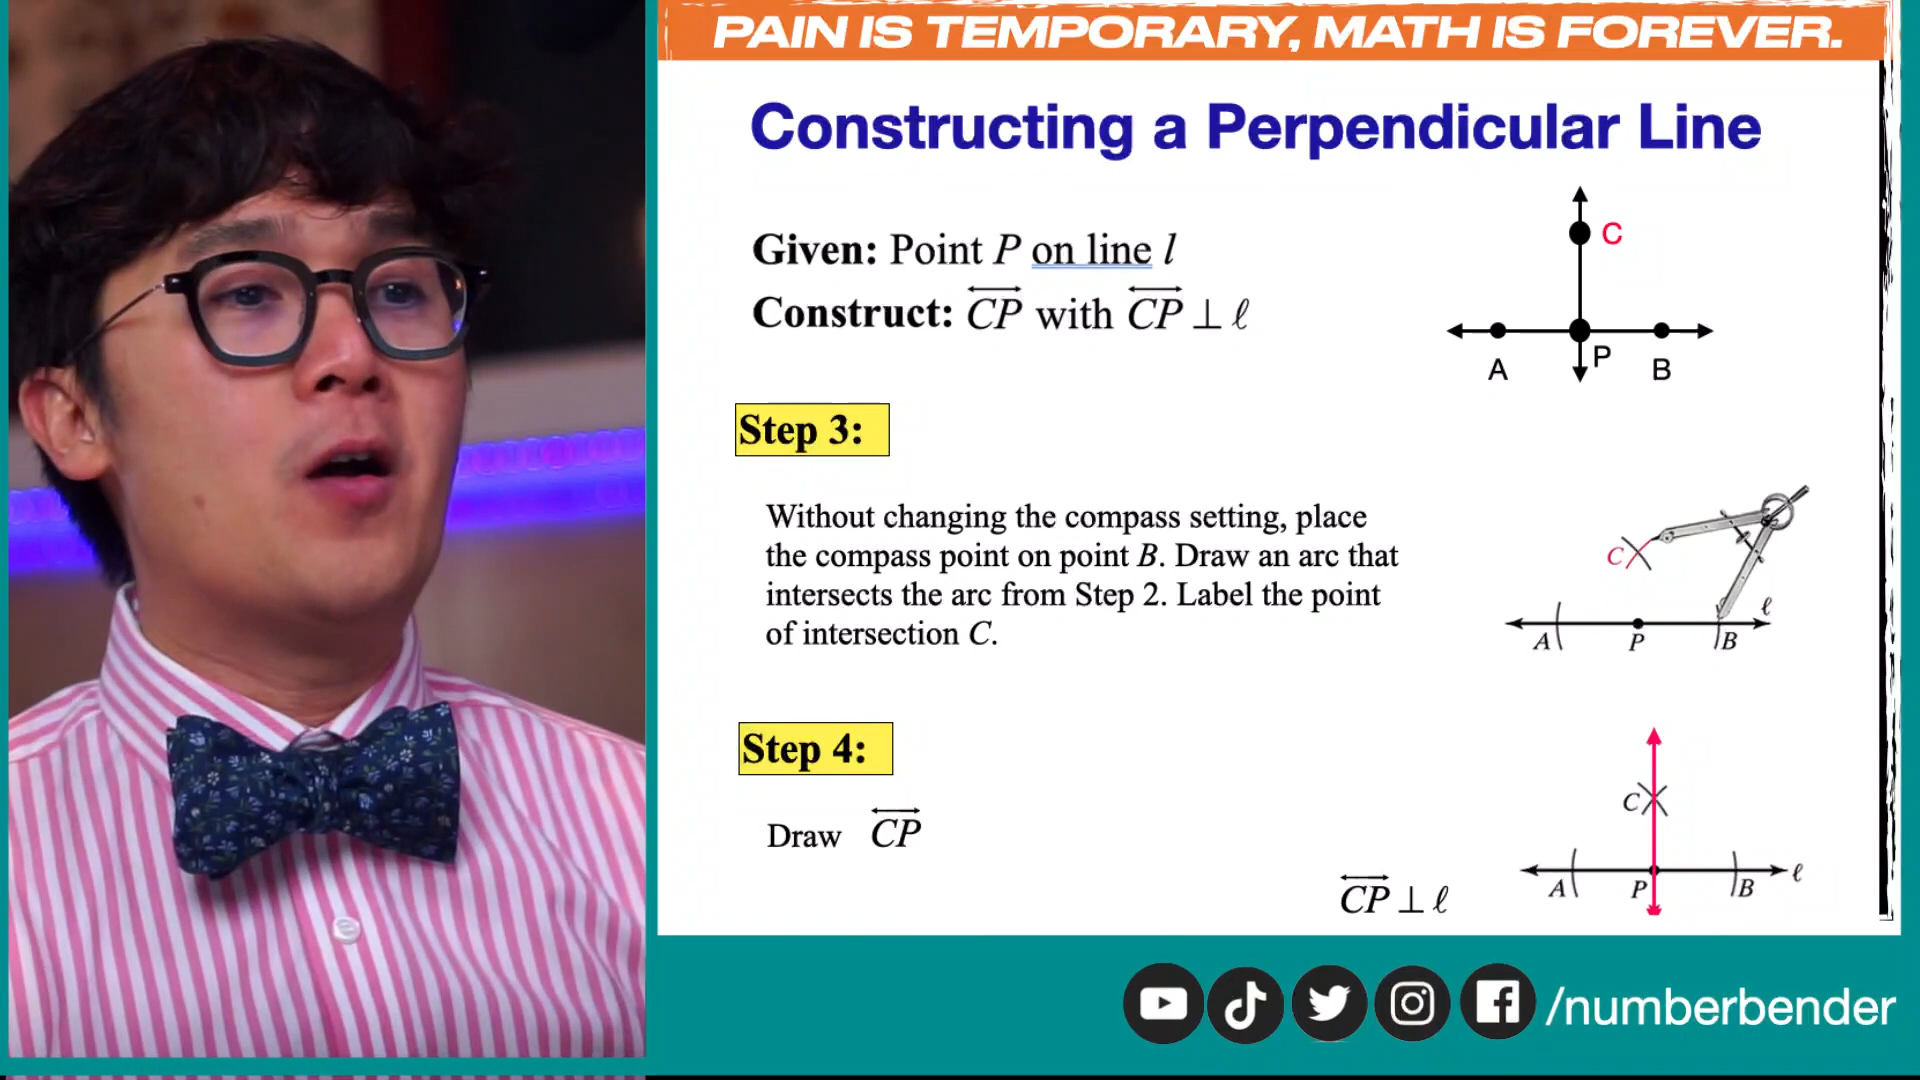 PAIN IS TEMPORARY, MATH IS FOREVER.
Constructing a Perpendicular Line
Given: Point P on line l
Construct: CP with CP ⊥ ℓ
C
A P B
Step 3:
Without changing the compass setting, place
the compass point on point B. Draw an arc that
intersects the arc from Step 2. Label the point
of intersection C.
C
ℓ
A P B
Step 4:
Draw CP
CP ⊥ ℓ
C
ℓ
A P B
/numberbender